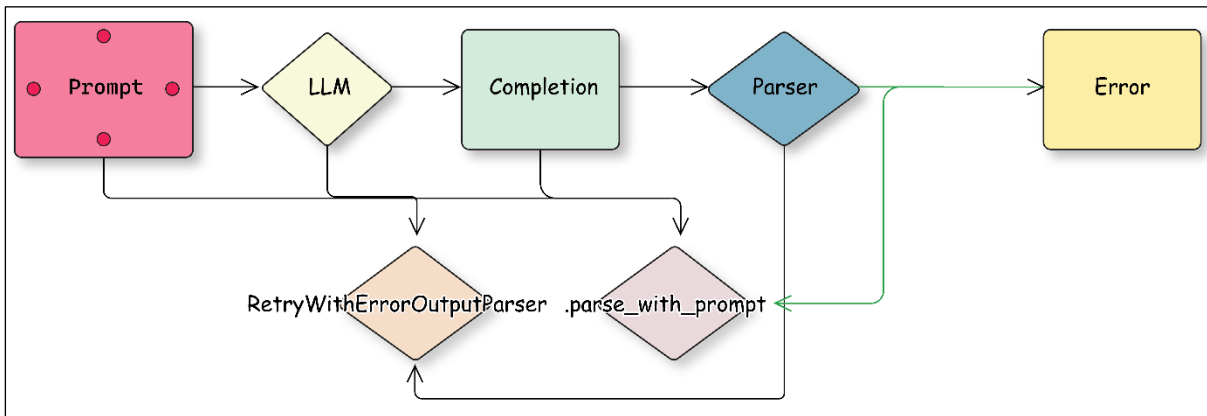 Prompt
LLM
Completion
Parser
Error
RetryWithErrorOutputParser
.parse_with_prompt